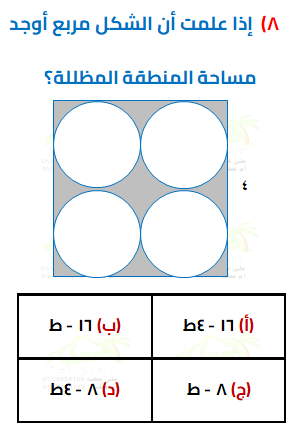 ٨) إذا علمت أن الشكل مربع أوجد
مساحة المنطقة المظللة؟
٤
(أ) ١٦ - ٤ط
(ب) ١٦ - ط
(ج) ٨ - ط
(د) ٨ - ٤ط